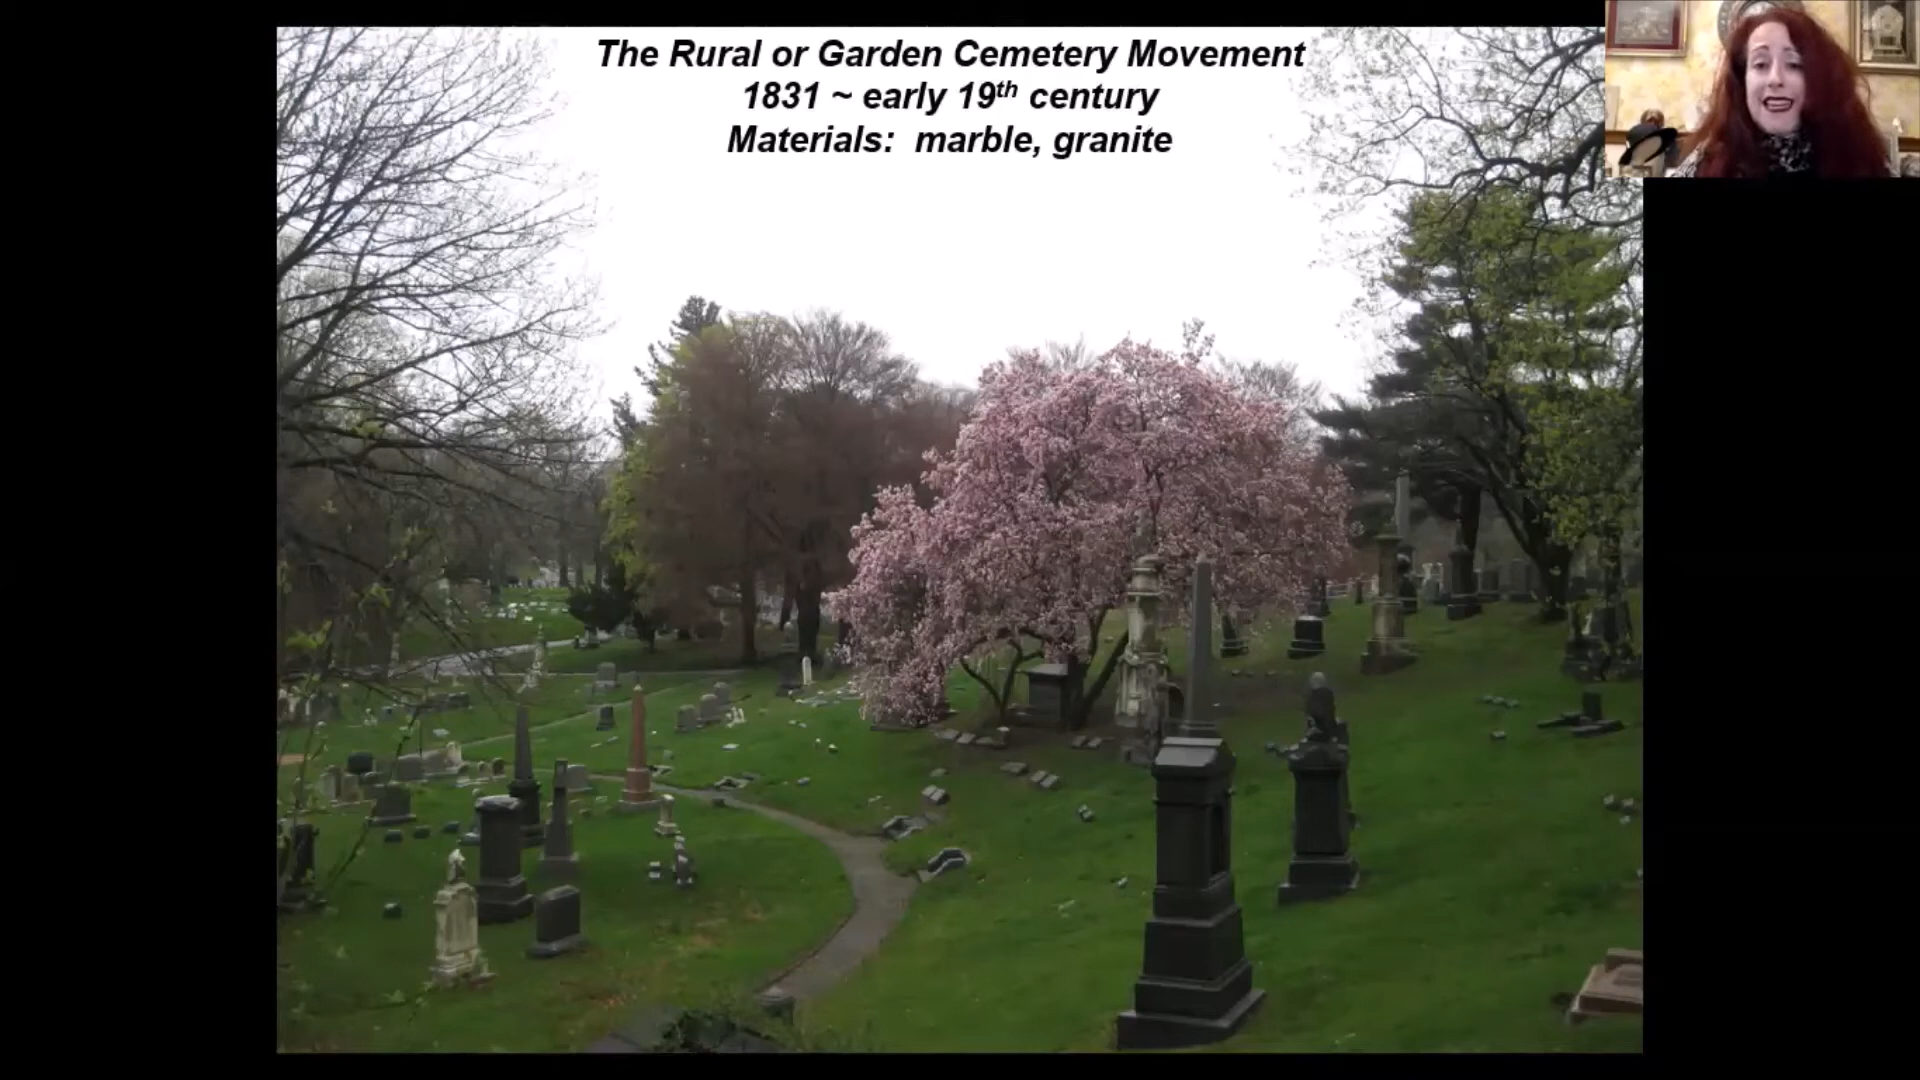 The Rural or Garden Cemetery Movement
1831 ~ early 19th century
Materials: marble, granite